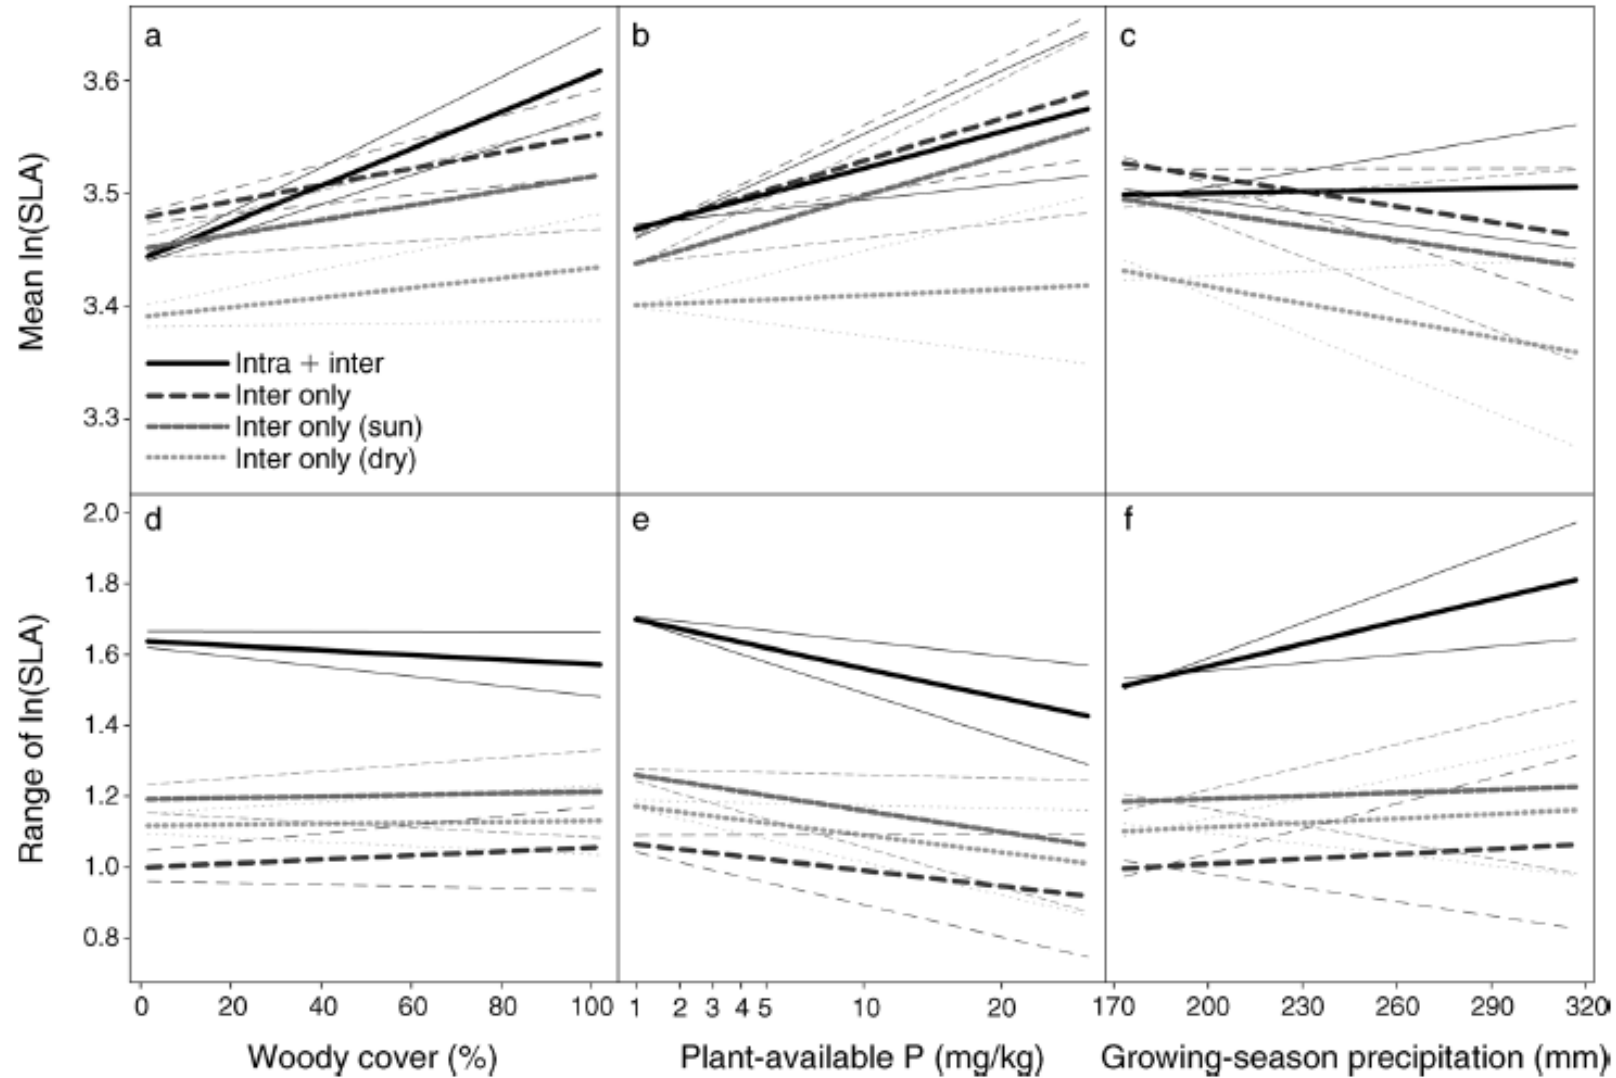 a
b
c
3.6
3.5
3.4
3.3
Mean ln(SLA)
Intra + inter
Inter only
Inter only (sun)
Inter only (dry)
d
e
f
2.0
1.8
1.6
1.4
1.2
1.0
0.8
Range of ln(SLA)
0 20 40 60 80 100
1 2 3 4 5 10 20
170 200 230 260 290 320
Woody cover (%)
Plant-available P (mg/kg)
Growing-season precipitation (mm)